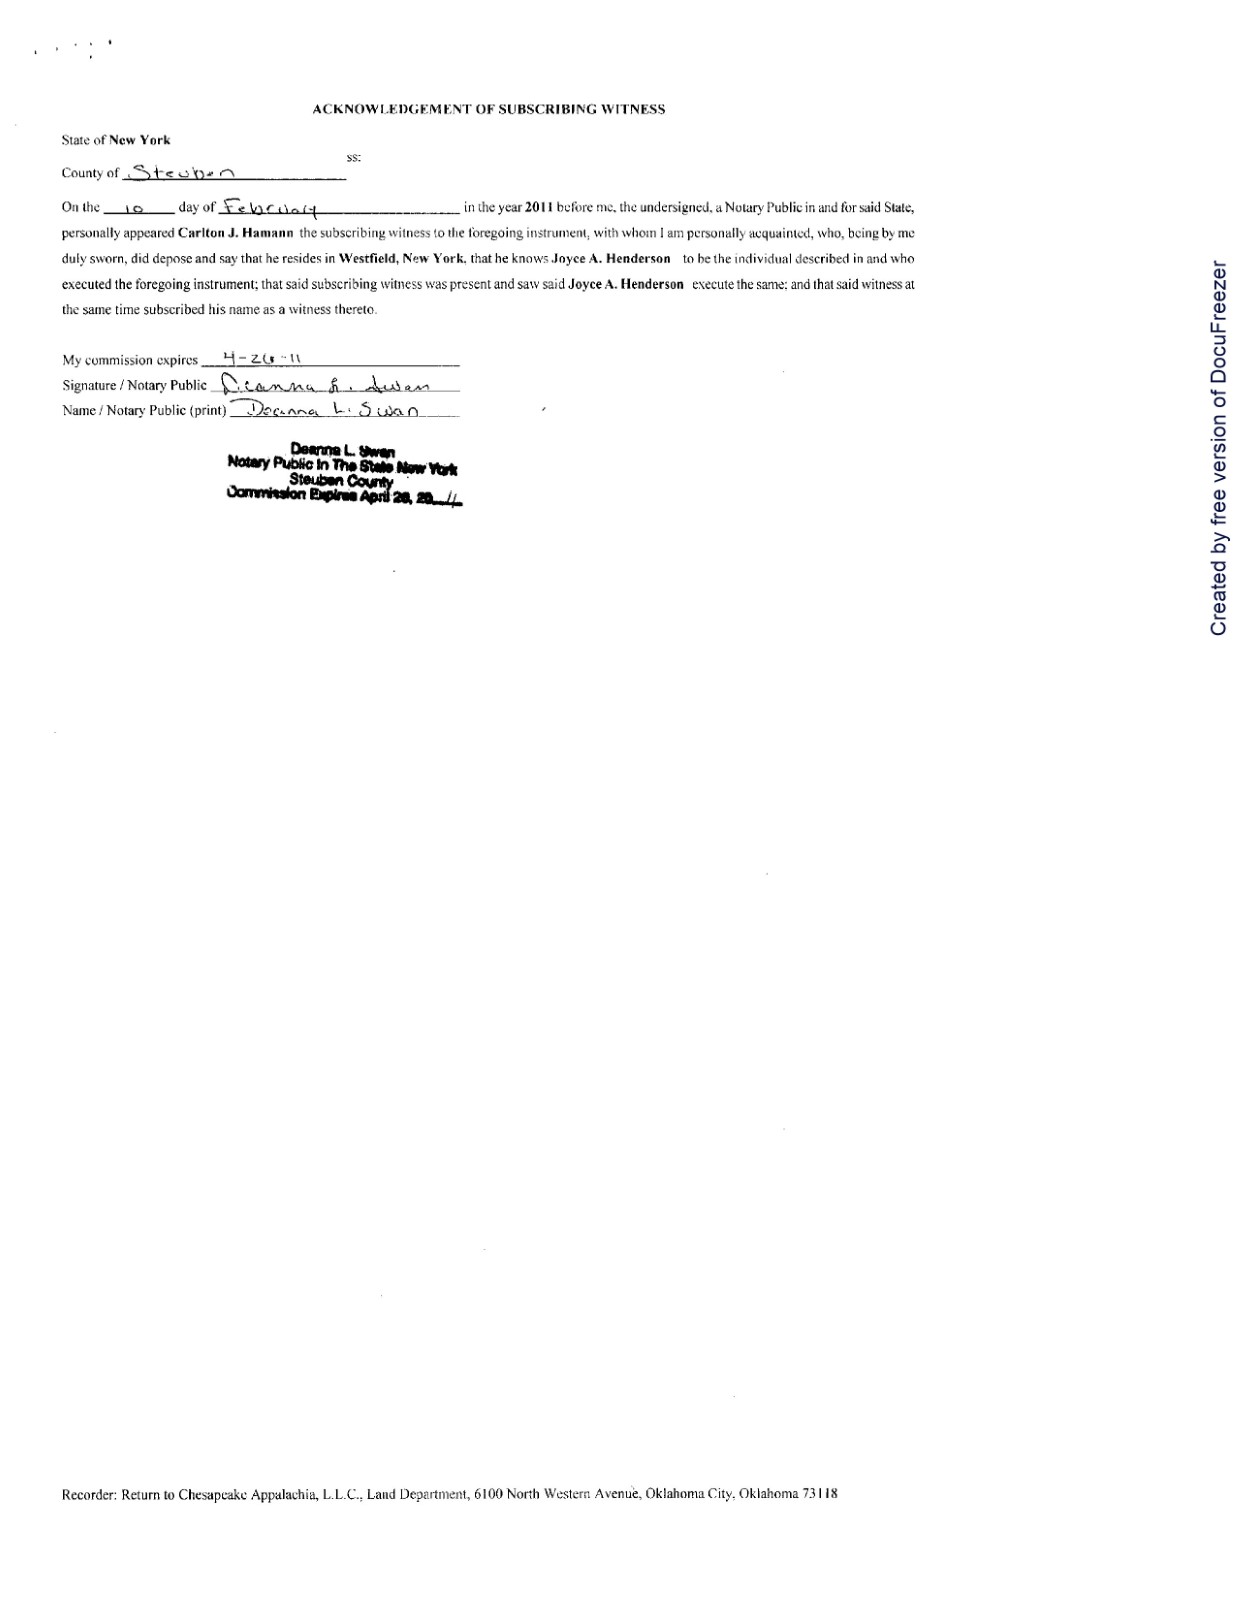 ACKNOWLEDGEMENT OF SUBSCRIBING WITNESS
State of New York
ss:
County of Steuben
On the 10 day of February in the year 2011 before me, the undersigned, a Notary Public in and for said State,
personally appeared Carlton J. Hamann the subscribing witness to the foregoing instrument, with whom I am personally acquainted, who, being by me
duly sworn, did depose and say that he resides in Westfield, New York, that he knows Joyce A. Henderson to be the individual described in and who
executed the foregoing instrument; that said subscribing witness was present and saw said Joyce A. Henderson execute the same; and that said witness at
the same time subscribed his name as a witness thereto.
My commission expires 4-26-11
Signature / Notary Public Deanna L. Swan
Name / Notary Public (print) Deanna L. Swan
Deanna L. Swan
Notary Public In The State New York
Steuben County
Commission Expires April 26, 20 11
Recorder: Return to Chesapeake Appalachia, L.L.C., Land Department, 6100 North Western Avenue, Oklahoma City, Oklahoma 73118
Created by free version of DocuFreezer